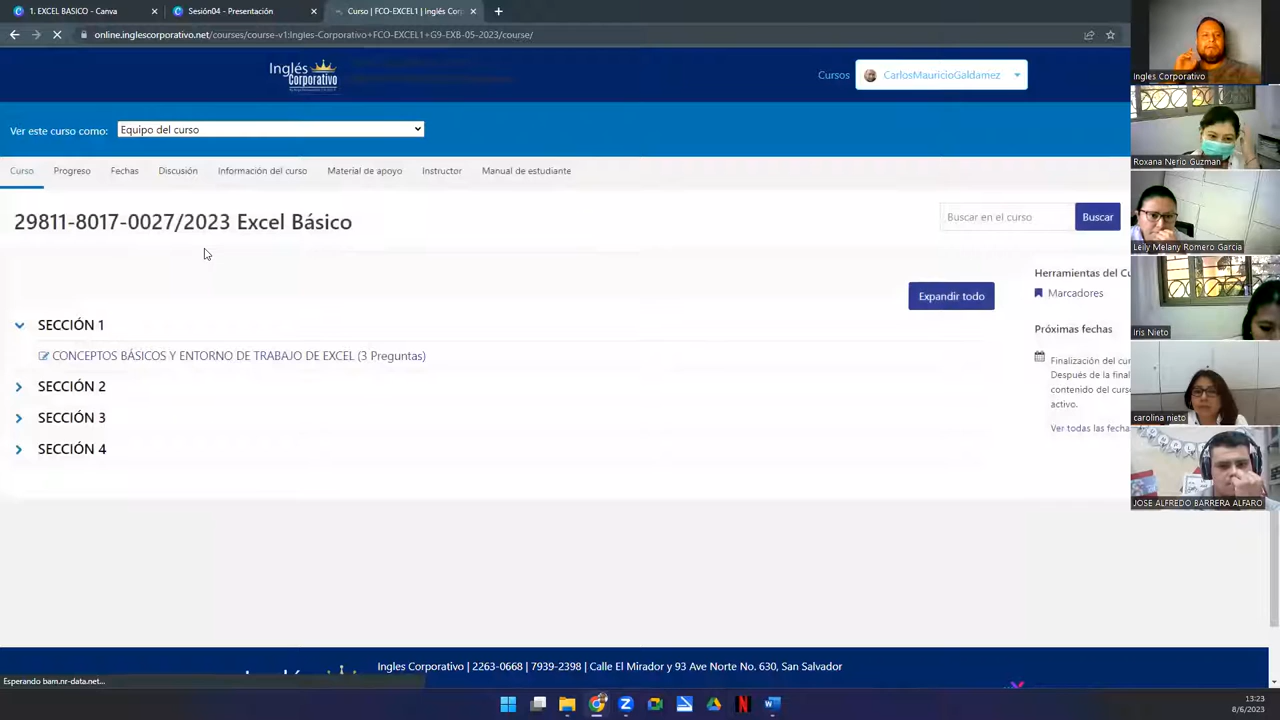 1. EXCEL BASICO - Canva
Sesión04 - Presentación
Curso | FCO-EXCEL1 | Inglés Cor
online.inglescorporativo.net/courses/course-v1:Ingles-Corporativo+FCO-EXCEL1+G9-EXB-05-2023/course/
Inglés
Corporativo
Cursos
CarlosMauricioGaldamez
Ver este curso como:
Equipo del curso
Curso
Progreso
Fechas
Discusión
Información del curso
Material de apoyo
Instructor
Manual de estudiante
29811-8017-0027/2023 Excel Básico
Buscar en el curso
Buscar
Herramientas del Cu
Expandir todo
Marcadores
SECCIÓN 1
Próximas fechas
CONCEPTOS BÁSICOS Y ENTORNO DE TRABAJO DE EXCEL (3 Preguntas)
Finalización del cur
Después de la final
contenido del curs
activo.
SECCIÓN 2
SECCIÓN 3
Ver todas las fecha
SECCIÓN 4
Ingles Corporativo | 2263-0668 | 7939-2398 | Calle El Mirador y 93 Ave Norte No. 630, San Salvador
Esperando bam.nr-data.net...
Ingles Corporativo
Roxana Nerio Guzman
Leily Melany Romero Garcia
Iris Nieto
carolina nieto
JOSE ALFREDO BARRERA ALFARO
13:23
8/6/2023